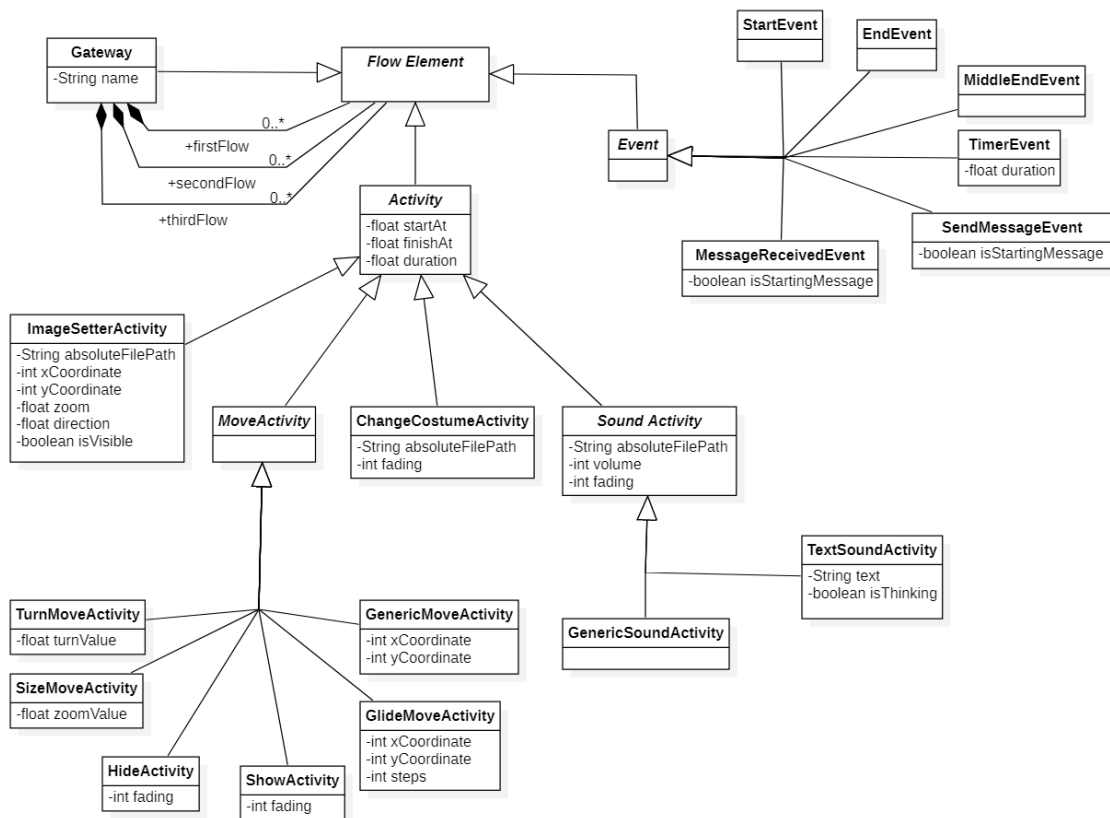 Gateway
-String name
Flow Element
0..*
+firstFlow
0..*
+secondFlow
0..*
+thirdFlow
StartEvent
EndEvent
MiddleEndEvent
Event
TimerEvent
-float duration
SendMessageEvent
-boolean isStartingMessage
MessageReceivedEvent
-boolean isStartingMessage
Activity
-float startAt
-float finishAt
-float duration
ImageSetterActivity
-String absoluteFilePath
-int xCoordinate
-int yCoordinate
-float zoom
-float direction
-boolean isVisible
MoveActivity
ChangeCostumeActivity
-String absoluteFilePath
-int fading
Sound Activity
-String absoluteFilePath
-int volume
-int fading
TextSoundActivity
-String text
-boolean isThinking
GenericSoundActivity
TurnMoveActivity
-float turnValue
GenericMoveActivity
-int xCoordinate
-int yCoordinate
SizeMoveActivity
-float zoomValue
GlideMoveActivity
-int xCoordinate
-int yCoordinate
-int steps
HideActivity
-int fading
ShowActivity
-int fading